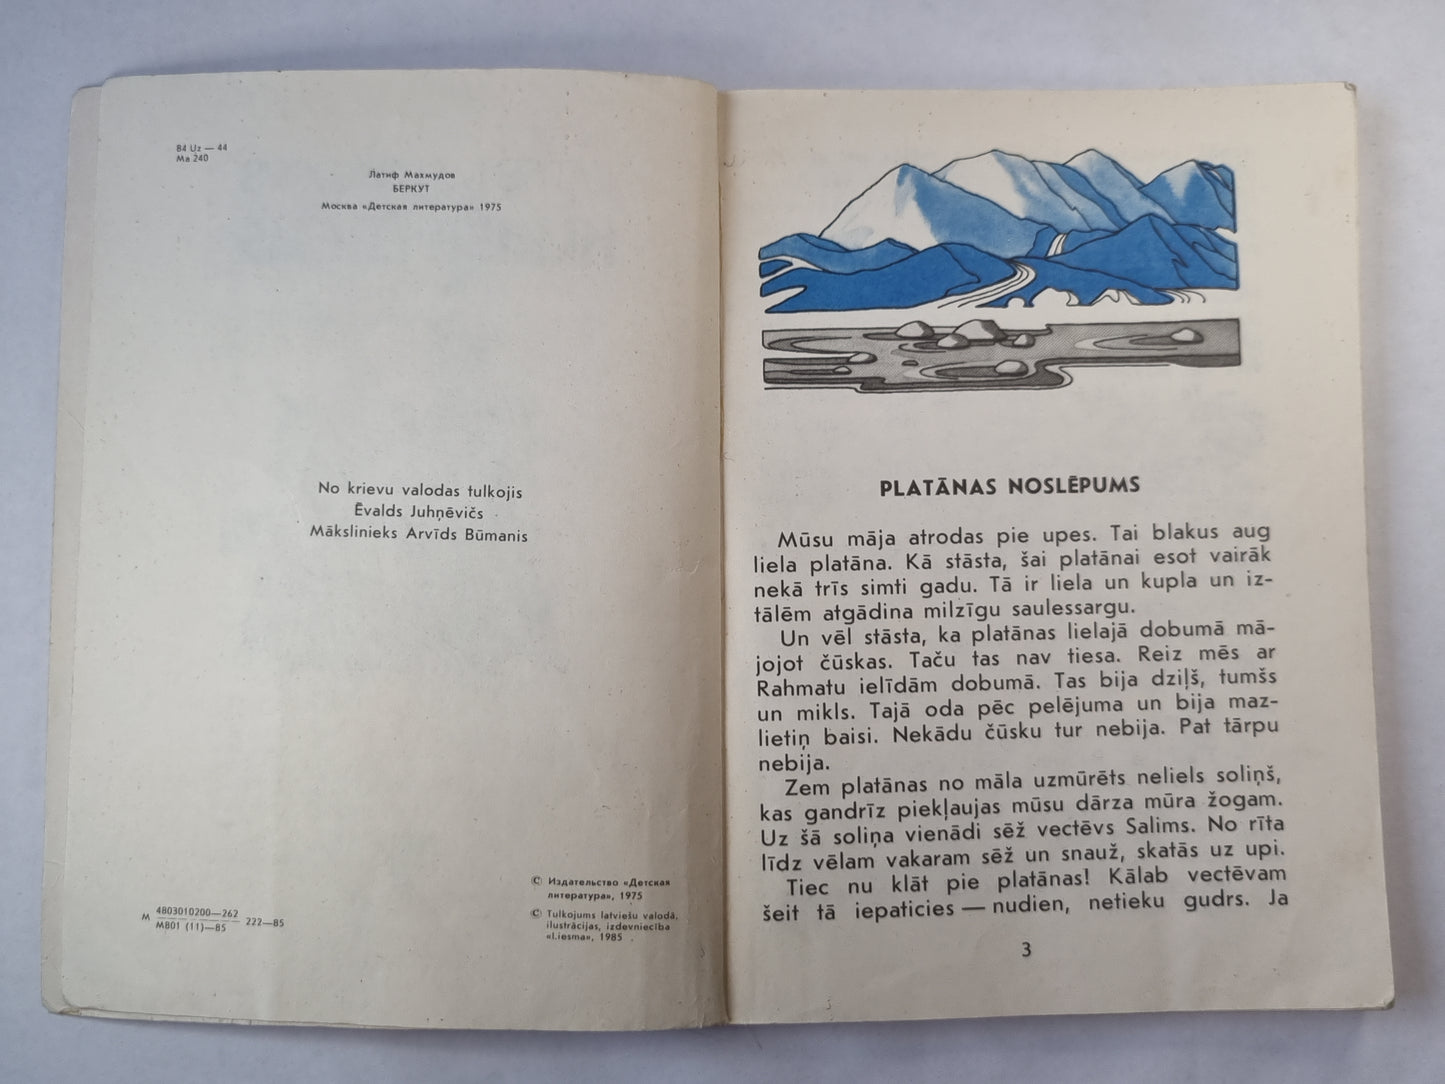 84 Uz — 44
Ma 240
Латиф Махмудов
БЕРКУТ
Москва «Детская литература» 1975
No krievu valodas tulkojis
Ēvalds Juhņēvičs
Mākslinieks Arvīds Būmanis
М 4803010200—262 222—85
М801 (11)—85
© Издательство «Детская
литература», 1975
© Tulkojums latviešu valodā,
ilustrācijas, izdevniecība
«Liesma», 1985
PLATĀNAS NOSLĒPUMS
Mūsu māja atrodas pie upes. Tai blakus aug
liela platāna. Kā stāsta, šai platānai esot vairāk
nekā trīs simti gadu. Tā ir liela un kupla un iz-
tālēm atgādina milzīgu saulessargu.
Un vēl stāsta, ka platānas lielajā dobumā mā-
jojot čūskas. Taču tas nav tiesa. Reiz mēs ar
Rahmatu ielīdām dobumā. Tas bija dziļš, tumšs
un mikls. Tajā oda pēc pelējuma un bija maz-
lietiņ baisi. Nekādu čūsku tur nebija. Pat tārpu
nebija.
Zem platānas no māla uzmūrēts neliels soliņš,
kas gandrīz piekļaujas mūsu dārza mūra žogam.
Uz šā soliņa vienādi sēž vectēvs Salims. No rīta
līdz vēlam vakaram sēž un snauž, skatās uz upi.
Tiec nu klāt pie platānas! Kālab vectēvam
šeit tā iepaticies — nudien, netieku gudrs. Ja
3